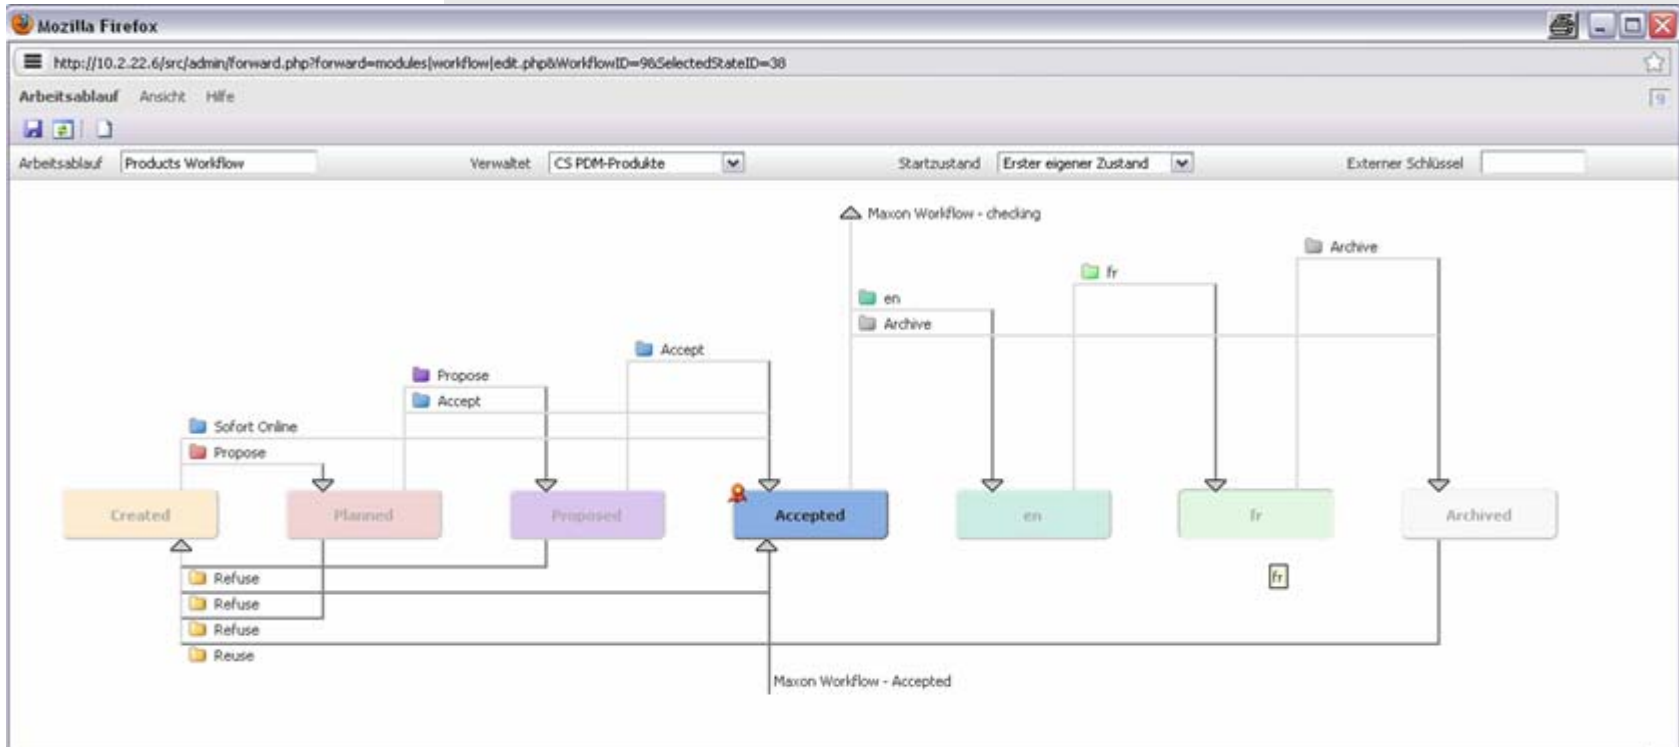 Mozilla Firefox
http://10.2.22.6/src/admin/forward.php?forward=modules|workflow|edit.php&WorkflowID=9&SelectedStateID=38
Arbeitsablauf Ansicht Hilfe
Arbeitsablauf Products Workflow Verwaltet CS PDM-Produkte Startzustand Erster eigener Zustand Externer Schlüssel
Maxon Workflow - checking
Archive
fr
en
Archive
Accept
Propose
Accept
Sofort Online
Propose
Created Planned Proposed Accepted en fr Archived
Refuse
fr
Refuse
Refuse
Reuse
Maxon Workflow - Accepted